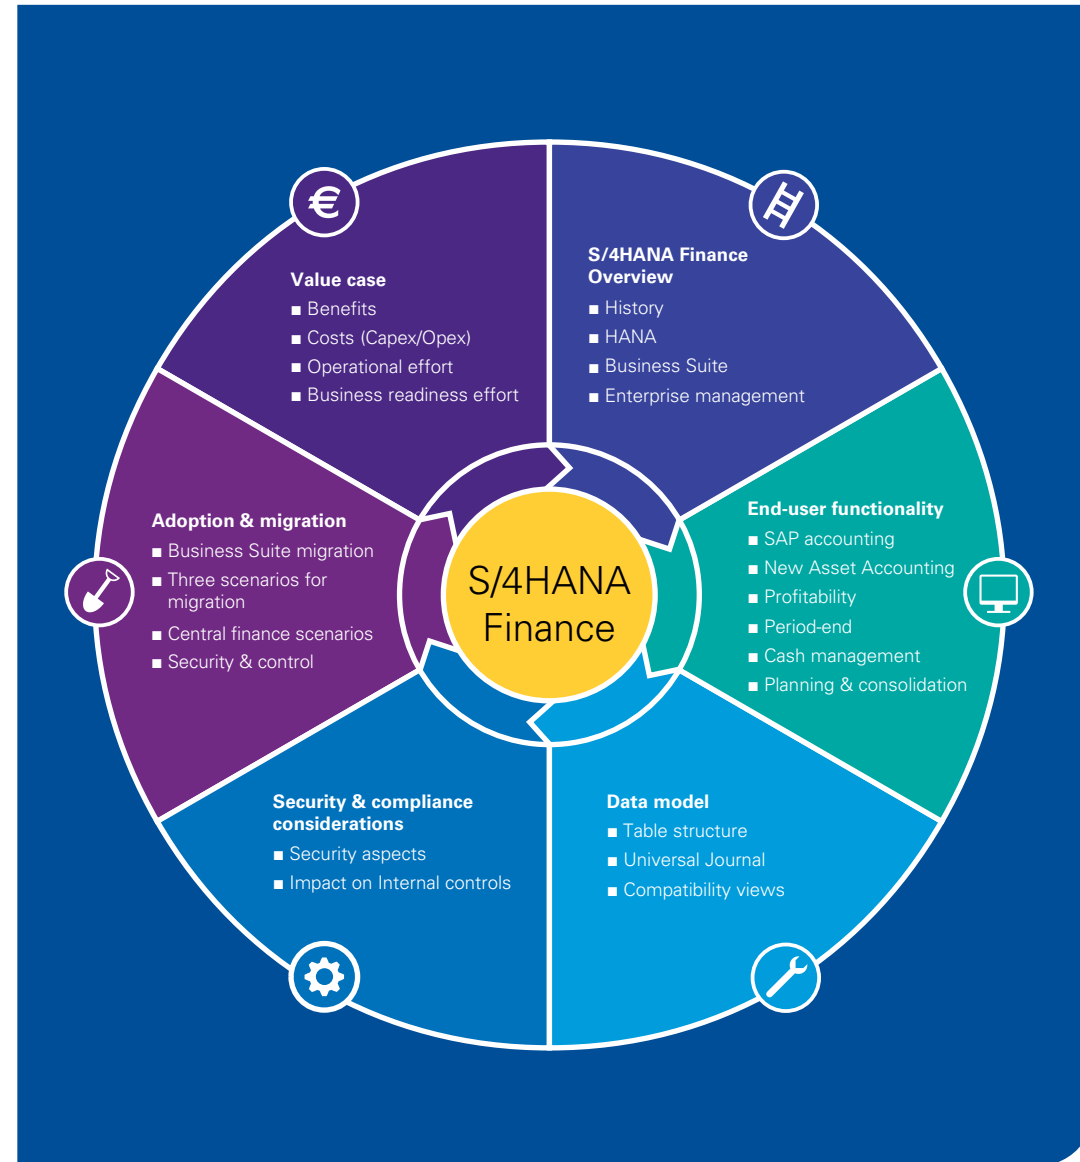 S/4HANA Finance
Overview
■ History
■ HANA
■ Business Suite
■ Enterprise management
End-user functionality
■ SAP accounting
■ New Asset Accounting
■ Profitability
■ Period-end
■ Cash management
■ Planning & consolidation
Data model
■ Table structure
■ Universal Journal
■ Compatibility views
Security & compliance
considerations
■ Security aspects
■ Impact on Internal controls
Adoption & migration
■ Business Suite migration
■ Three scenarios for
migration
■ Central finance scenarios
■ Security & control
Value case
■ Benefits
■ Costs (Capex/Opex)
■ Operational effort
■ Business readiness effort
€
S/4HANA
Finance